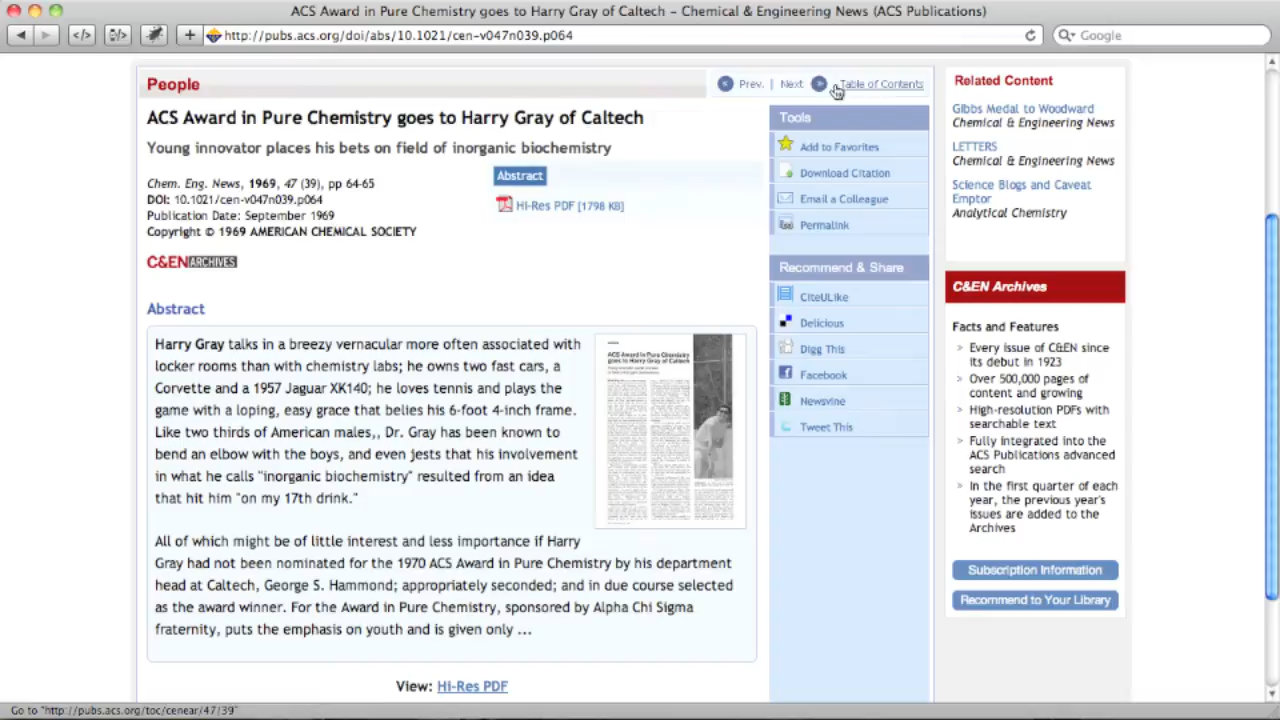 ACS Award in Pure Chemistry goes to Harry Gray of Caltech – Chemical & Engineering News (ACS Publications)
http://pubs.acs.org/doi/abs/10.1021/cen-v047n039.p064
Google
People
Prev. | Next
Table of Contents
ACS Award in Pure Chemistry goes to Harry Gray of Caltech
Young innovator places his bets on field of inorganic biochemistry
Chem. Eng. News, 1969, 47 (39), pp 64-65
DOI: 10.1021/cen-v047n039.p064
Publication Date: September 1969
Copyright © 1969 AMERICAN CHEMICAL SOCIETY
C&EN ARCHIVES
Abstract
Hi-Res PDF [1798 KB]
Abstract
Harry Gray talks in a breezy vernacular more often associated with
locker rooms than with chemistry labs; he owns two fast cars, a
Corvette and a 1957 Jaguar XK140; he loves tennis and plays the
game with a loping, easy grace that belies his 6-foot 4-inch frame.
Like two thirds of American males,, Dr. Gray has been known to
bend an elbow with the boys, and even jests that his involvement
in what he calls "inorganic biochemistry" resulted from an idea
that hit him "on my 17th drink."
ACS Award in Pure Chemistry
goes to Harry Gray of Caltech
All of which might be of little interest and less importance if Harry
Gray had not been nominated for the 1970 ACS Award in Pure Chemistry by his department
head at Caltech, George S. Hammond; appropriately seconded; and in due course selected
as the award winner. For the Award in Pure Chemistry, sponsored by Alpha Chi Sigma
fraternity, puts the emphasis on youth and is given only ...
View: Hi-Res PDF
Tools
Add to Favorites
Download Citation
Email a Colleague
Permalink
Recommend & Share
CiteULike
Delicious
Digg This
Facebook
Newsvine
Tweet This
Related Content
Gibbs Medal to Woodward
Chemical & Engineering News
LETTERS
Chemical & Engineering News
Science Blogs and Caveat
Emptor
Analytical Chemistry
C&EN Archives
Facts and Features
Every issue of C&EN since
its debut in 1923
Over 500,000 pages of
content and growing
High-resolution PDFs with
searchable text
Fully integrated into the
ACS Publications advanced
search
In the first quarter of each
year, the previous year's
issues are added to the
Archives
Subscription Information
Recommend to Your Library
Go to "http://pubs.acs.org/toc/cenear/47/39"